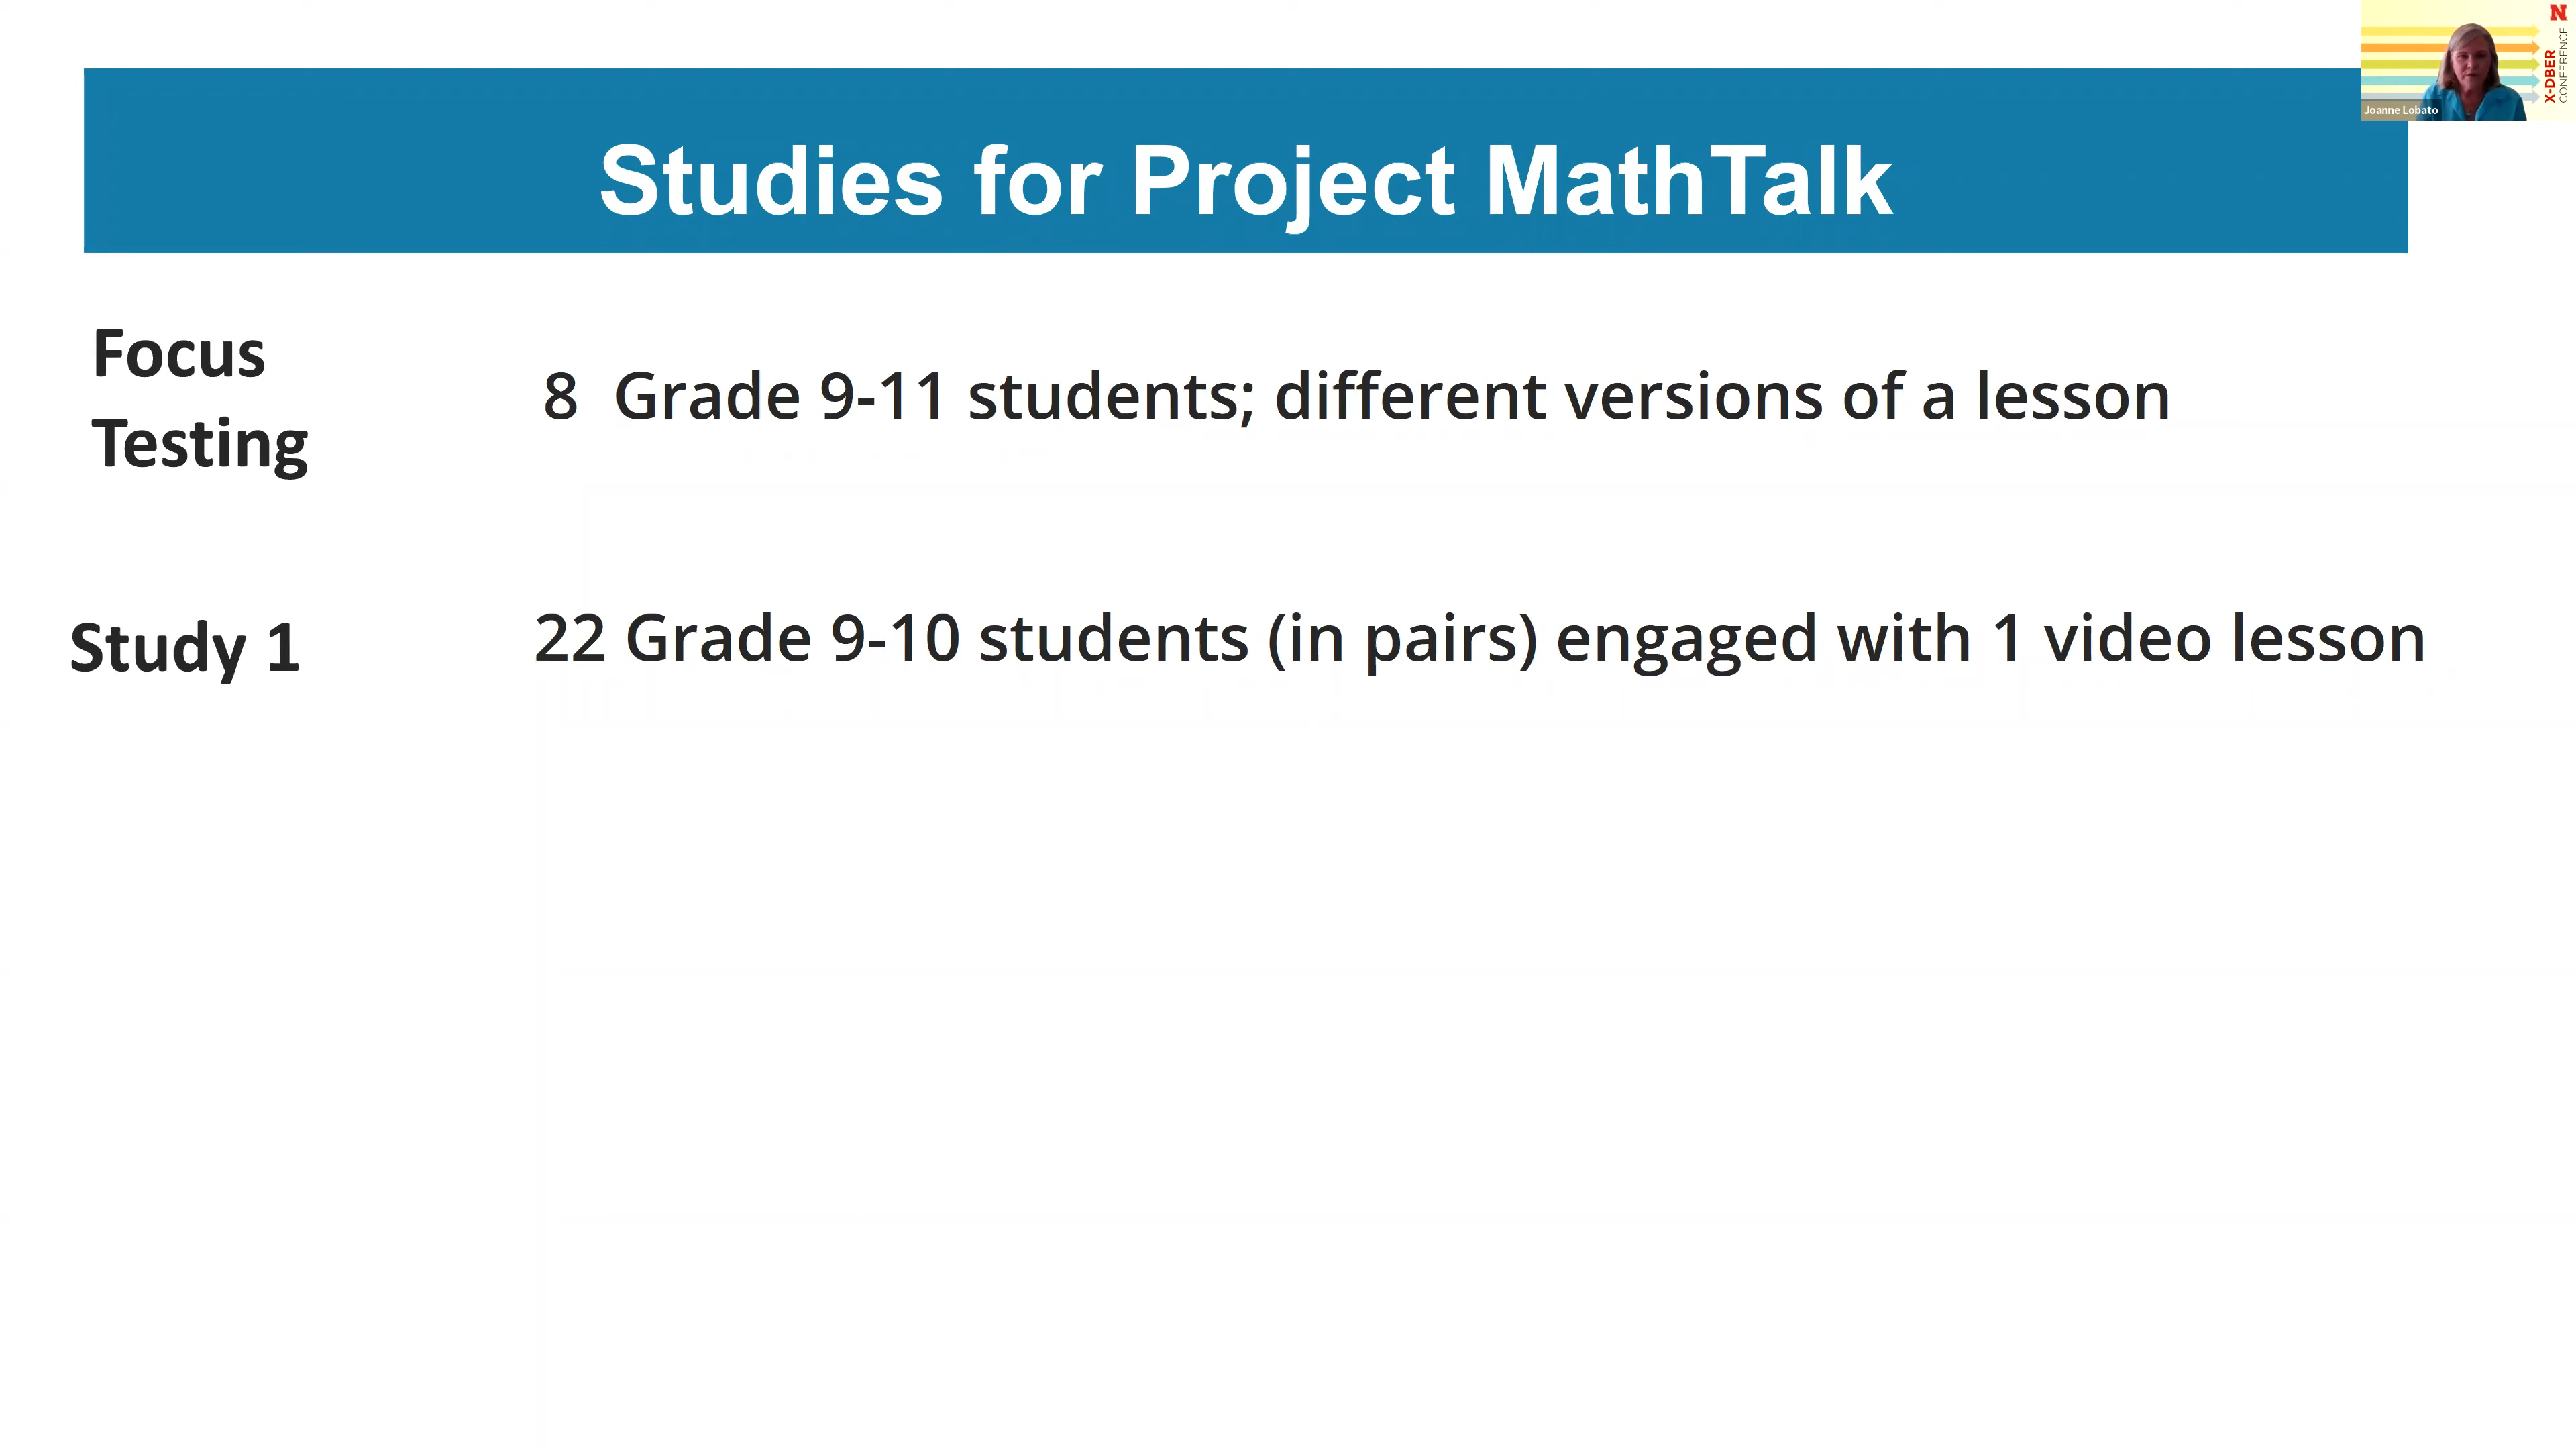 N
X-DBER
CONFERENCE
Joanne Lobato
Studies for Project MathTalk
Focus
Testing
8 Grade 9-11 students; different versions of a lesson
Study 1
22 Grade 9-10 students (in pairs) engaged with 1 video lesson